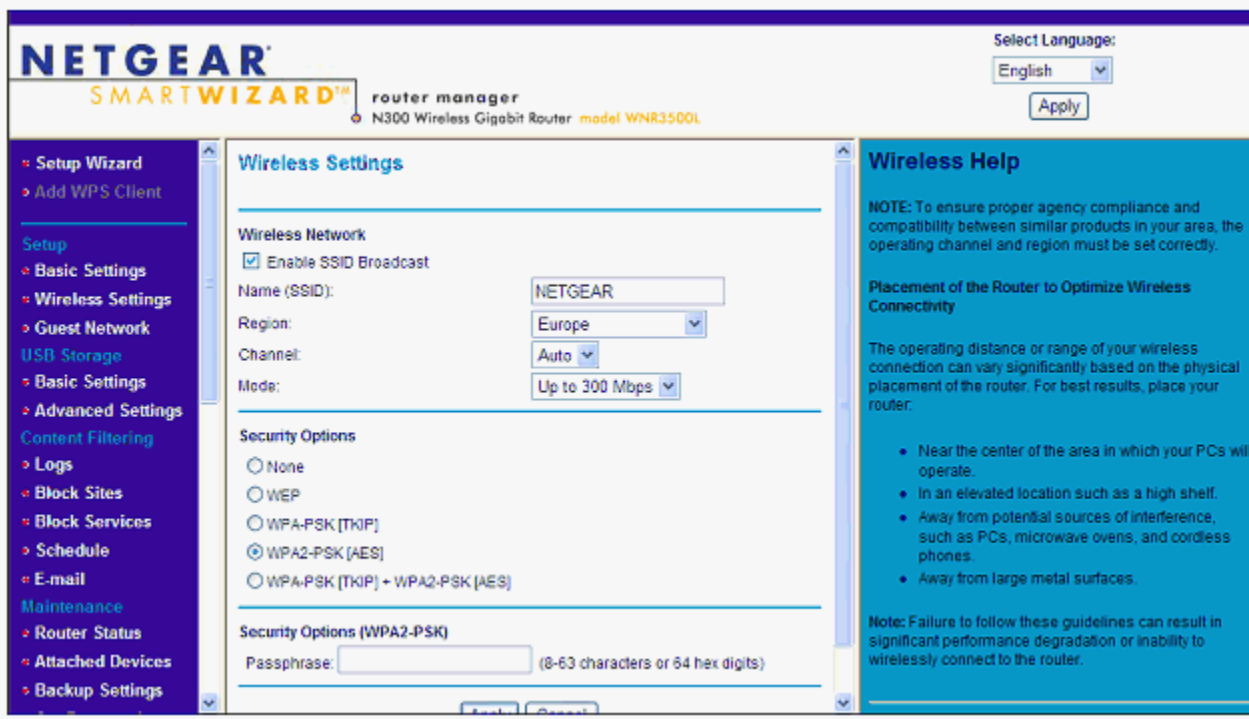 NETGEAR
SMARTWIZARD™
router manager
N300 Wireless Gigabit Router model WNR3500L
Select Language:
English
Apply
Setup Wizard
Add WPS Client
Setup
Basic Settings
Wireless Settings
Guest Network
USB Storage
Basic Settings
Advanced Settings
Content Filtering
Logs
Block Sites
Block Services
Schedule
E-mail
Maintenance
Router Status
Attached Devices
Backup Settings
Wireless Settings
Wireless Network
Enable SSID Broadcast
Name (SSID): NETGEAR
Region: Europe
Channel: Auto
Mode: Up to 300 Mbps
Security Options
None
WEP
WPA-PSK [TKIP]
WPA2-PSK [AES]
WPA-PSK [TKIP] + WPA2-PSK [AES]
Security Options (WPA2-PSK)
Passphrase: (8-63 characters or 64 hex digits)
Apply Cancel
Wireless Help
NOTE: To ensure proper agency compliance and
compatibility between similar products in your area, the
operating channel and region must be set correctly.
Placement of the Router to Optimize Wireless
Connectivity
The operating distance or range of your wireless
connection can vary significantly based on the physical
placement of the router. For best results, place your
router:
Near the center of the area in which your PCs will
operate.
In an elevated location such as a high shelf.
Away from potential sources of interference,
such as PCs, microwave ovens, and cordless
phones.
Away from large metal surfaces.
Note: Failure to follow these guidelines can result in
significant performance degradation or inability to
wirelessly connect to the router.